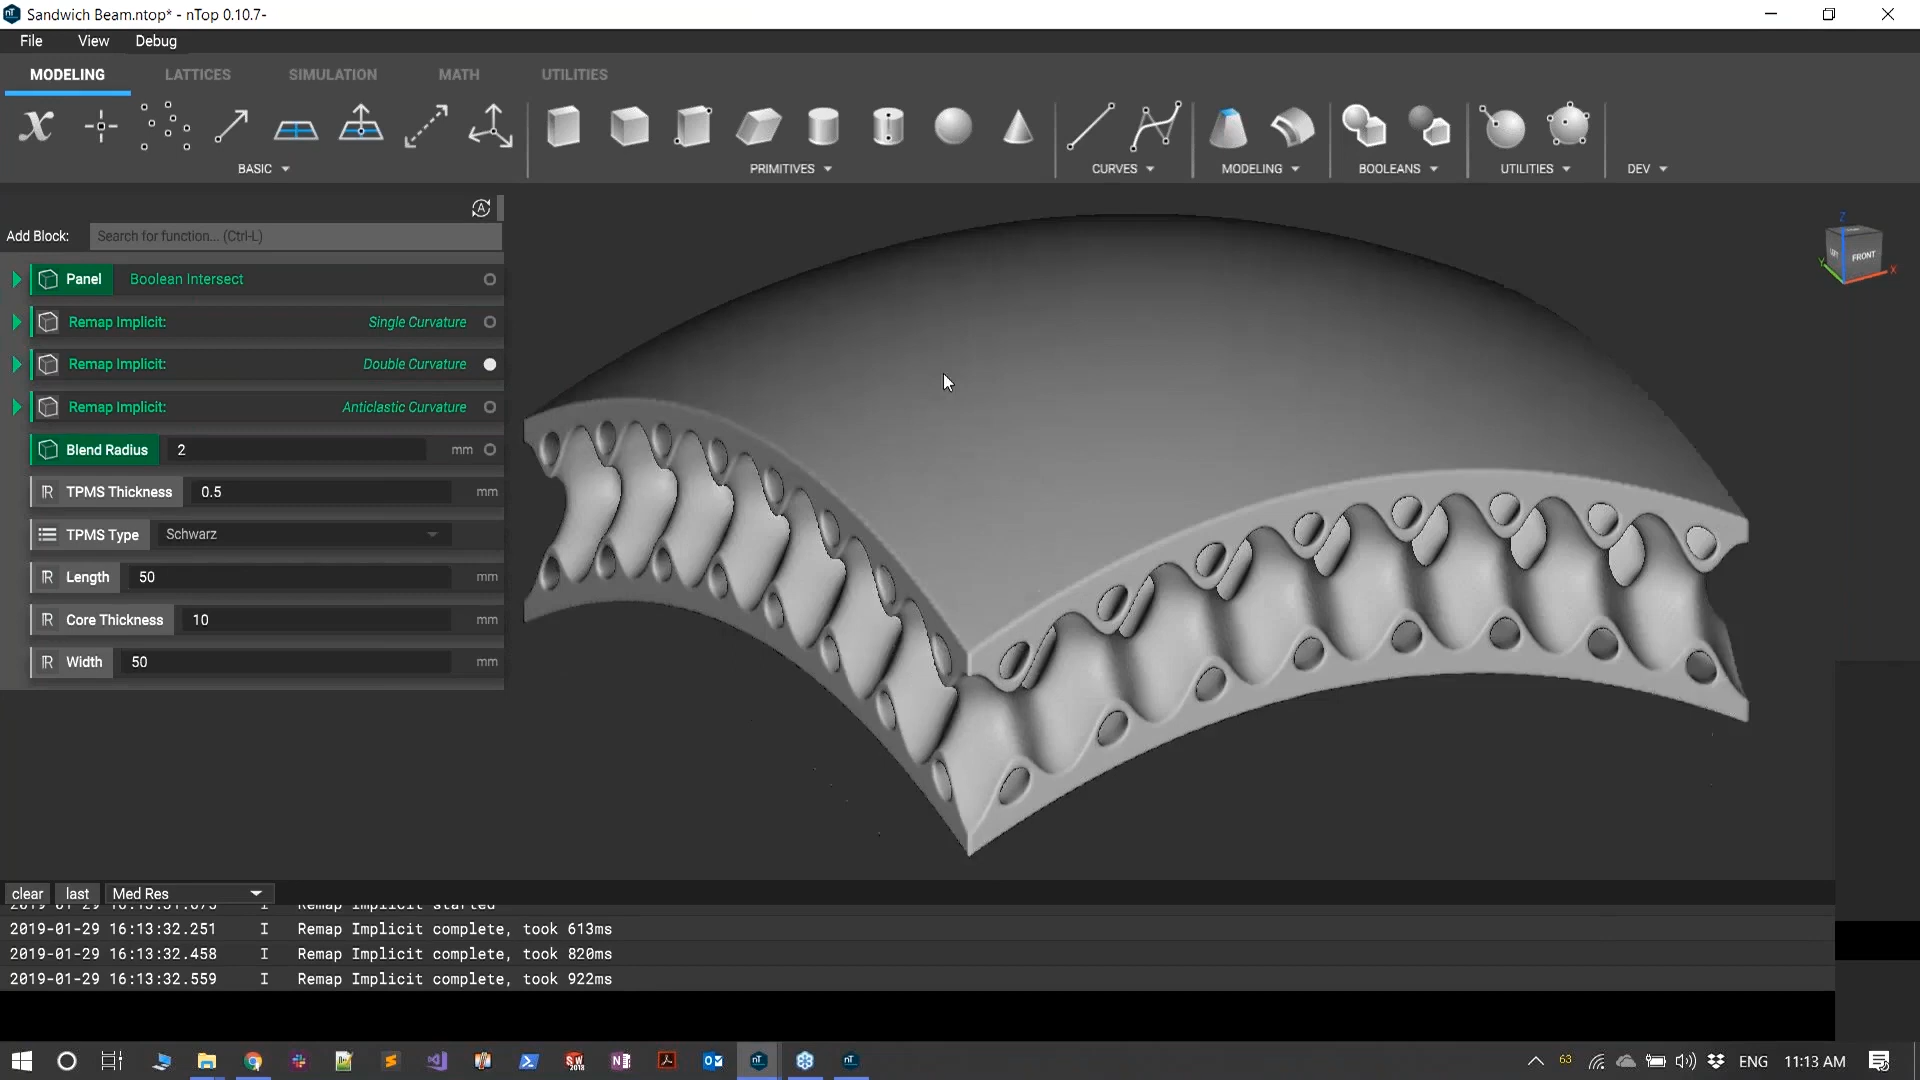 nT Sandwich Beam.ntop* - nTop 0.10.7-
File View Debug
MODELING LATTICES SIMULATION MATH UTILITIES
x
BASIC PRIMITIVES CURVES MODELING BOOLEANS UTILITIES DEV
Add Block: Search for function... (Ctrl-L)
Panel Boolean Intersect
Remap Implicit: Single Curvature
Remap Implicit: Double Curvature
Remap Implicit: Anticlastic Curvature
Blend Radius 2 mm
R TPMS Thickness 0.5 mm
TPMS Type Schwarz
R Length 50 mm
R Core Thickness 10 mm
R Width 50 mm
Z
FRONT
Y X
clear last Med Res
Remap Implicit started
2019-01-29 16:13:32.251 I Remap Implicit complete, took 613ms
2019-01-29 16:13:32.458 I Remap Implicit complete, took 820ms
2019-01-29 16:13:32.559 I Remap Implicit complete, took 922ms
63 ENG 11:13 AM